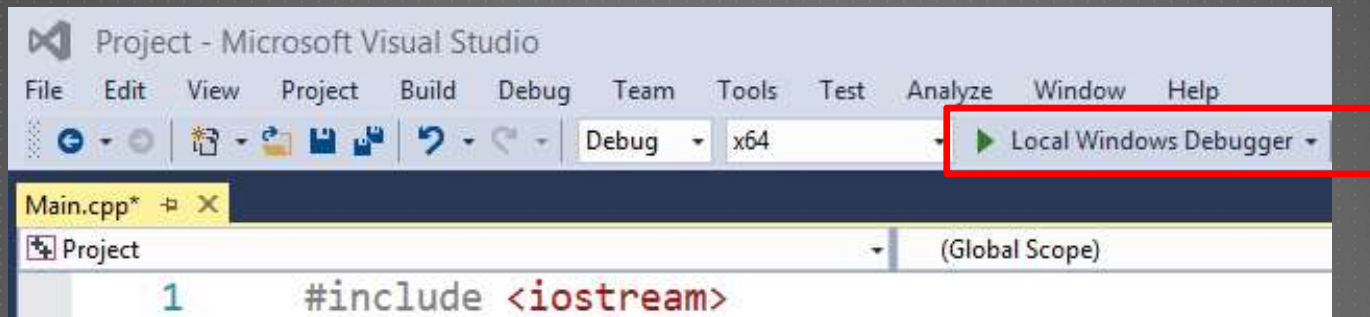 Project - Microsoft Visual Studio
File Edit View Project Build Debug Team Tools Test Analyze Window Help
Debug x64 Local Windows Debugger
Main.cpp*
Project (Global Scope)
1 #include <iostream>